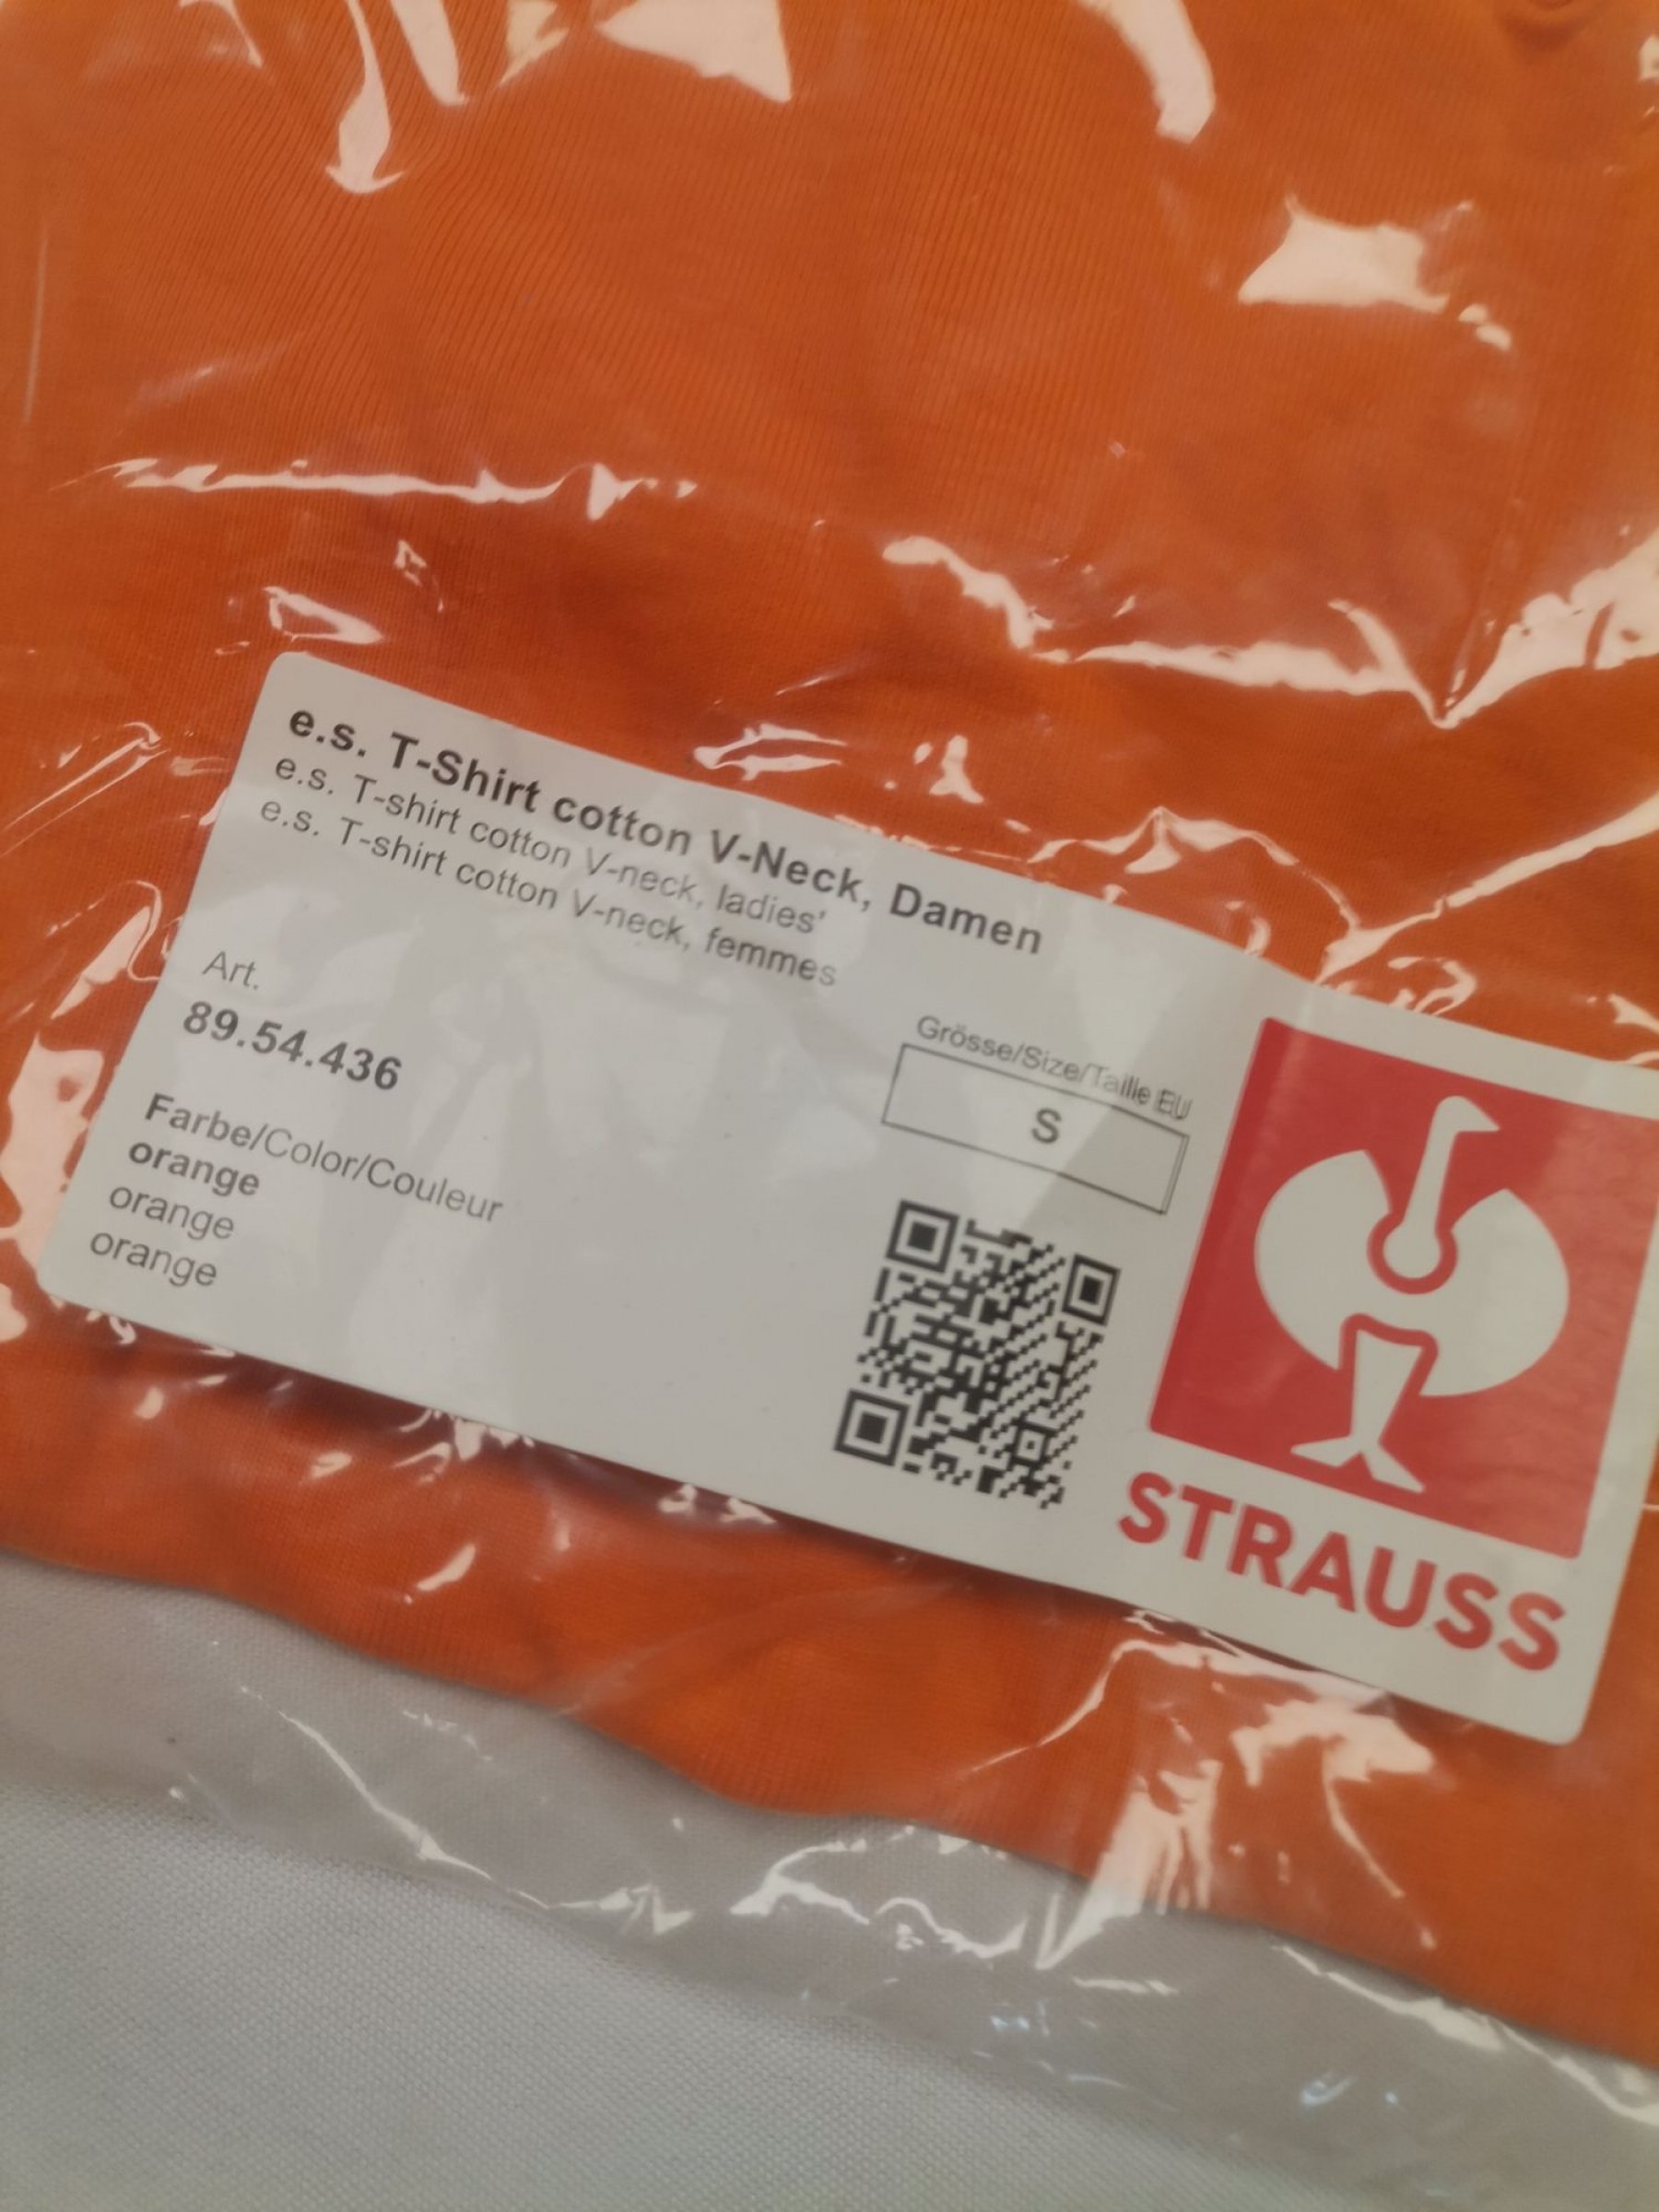 e.s. T-Shirt cotton V-Neck, Damen
e.s. T-shirt cotton V-neck, ladies'
e.s. T-shirt cotton V-neck, femmes
Art.
89.54.436
Grösse/Size/Taille EU
S
Farbe/Color/Couleur
orange
orange
orange
STRAUSS